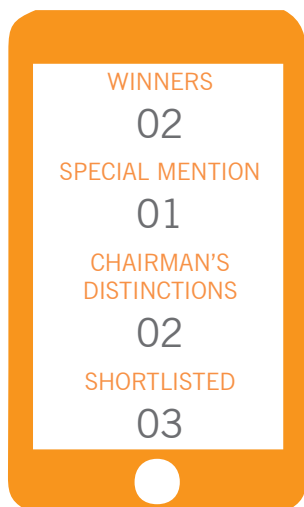 WINNERS
02
SPECIAL MENTION
01
CHAIRMAN’S
DISTINCTIONS
02
SHORTLISTED
03